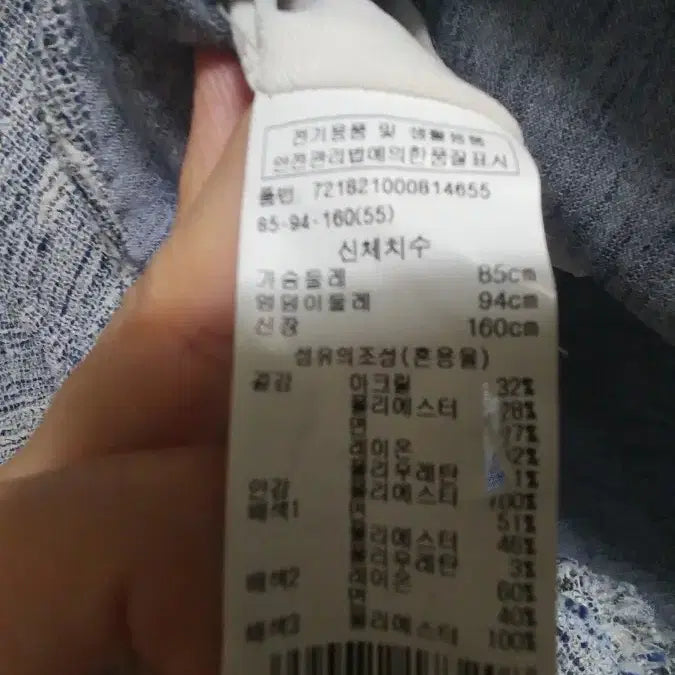 전기용품 및 생활용품
안전관리법에의한품질표시
품번 721821000814655
85-94-160(55)
신체치수
가슴둘레 85cm
엉덩이둘레 94cm
신장 160cm
섬유의조성(혼용율)
겉감 아크릴 32%
폴리에스터 28%
면
레이온
폴리우레탄 1%
안감 폴리에스터 100%
배색1 면 51%
폴리에스터 46%
폴리우레탄 3%
배색2 레이온 60%
면 40%
배색3 폴리에스터 100%